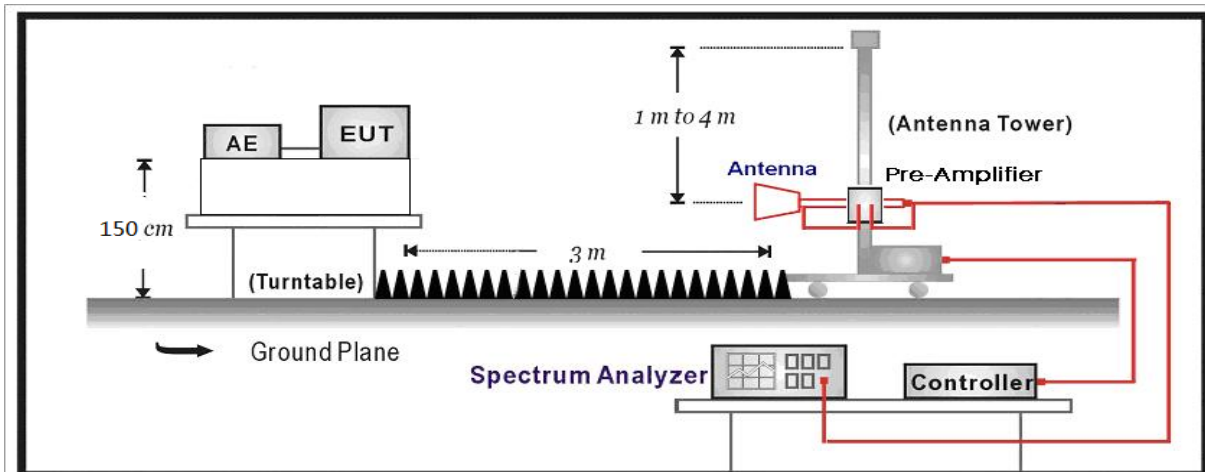 1 m to 4 m
(Antenna Tower)
AE
EUT
Antenna
Pre-Amplifier
150 cm
3 m
(Turntable)
Ground Plane
Spectrum Analyzer
Controller